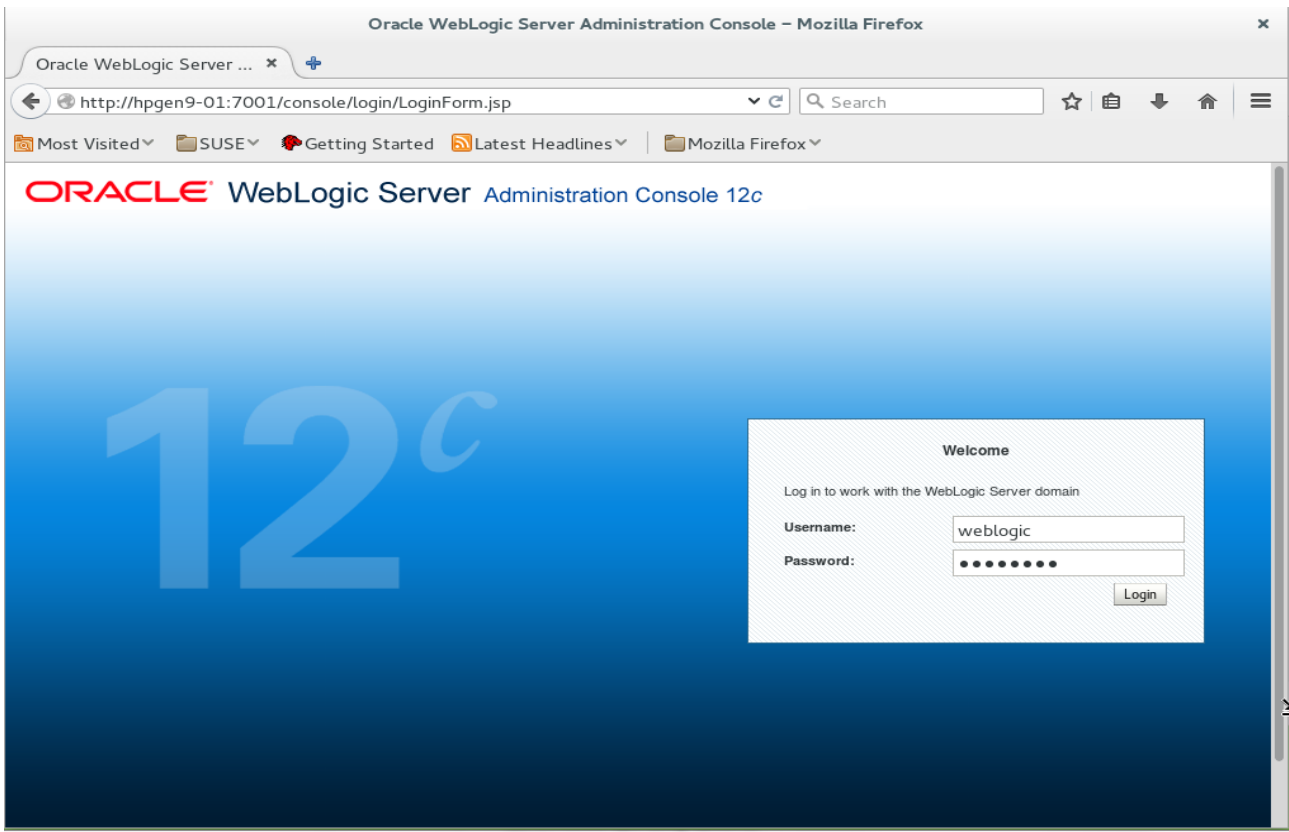 Oracle WebLogic Server Administration Console – Mozilla Firefox
Oracle WebLogic Server ...
http://hpgen9-01:7001/console/login/LoginForm.jsp
Search
Most Visited SUSE Getting Started Latest Headlines Mozilla Firefox
ORACLE WebLogic Server Administration Console 12c
12c
Welcome
Log in to work with the WebLogic Server domain
Username: weblogic
Password: ●●●●●●●●
Login